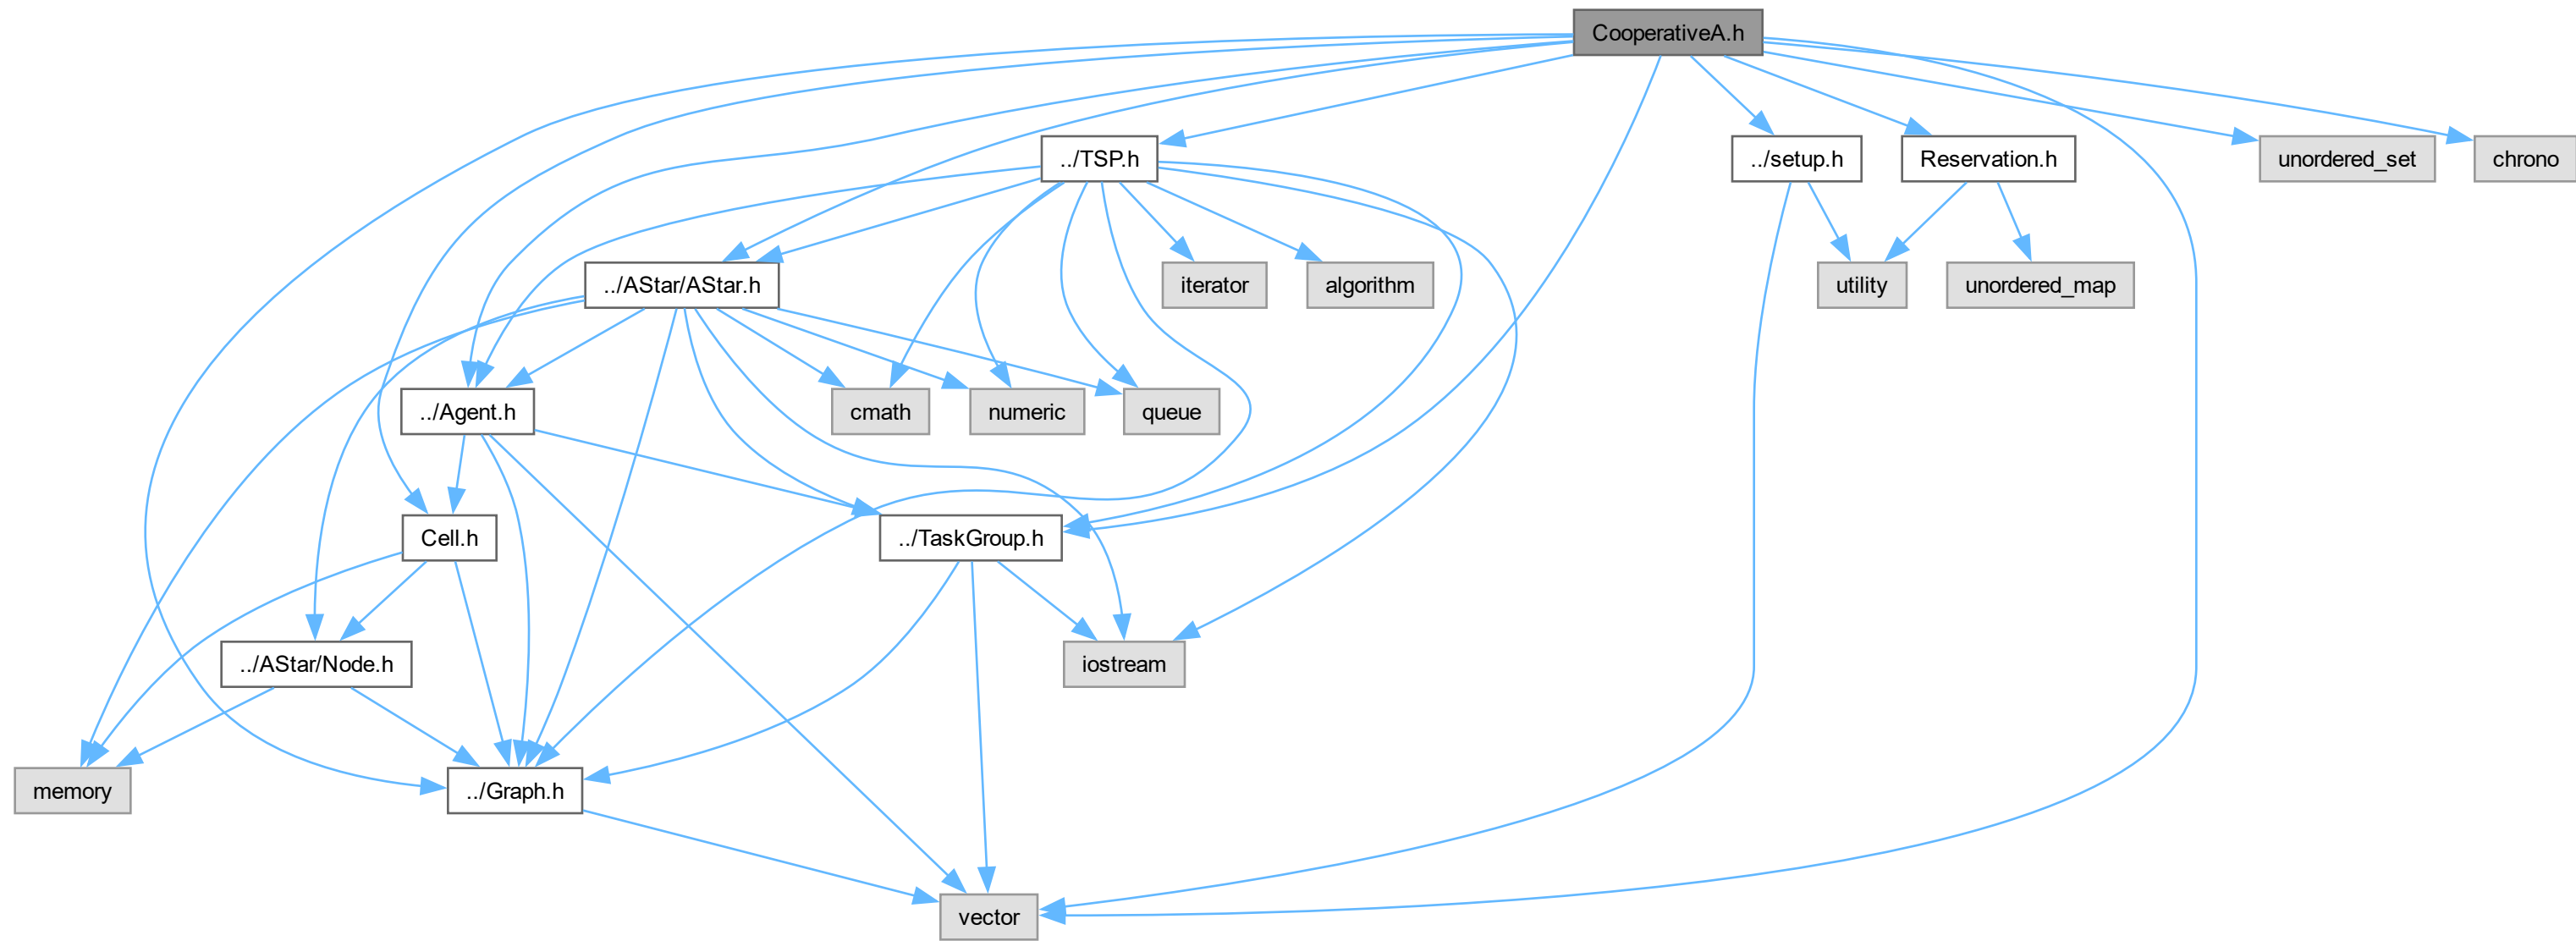 CooperativeA.h
../TSP.h
../setup.h
Reservation.h
unordered_set
chrono
../AStar/AStar.h
iterator
algorithm
utility
unordered_map
../Agent.h
cmath
numeric
queue
Cell.h
../TaskGroup.h
../AStar/Node.h
iostream
memory
../Graph.h
vector